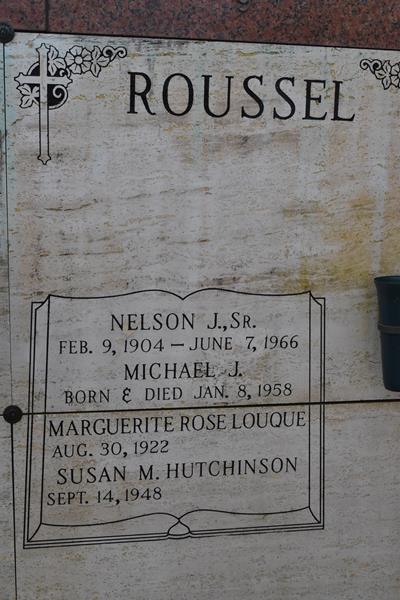 ROUSSEL
NELSON J., SR.
FEB. 9, 1904 — JUNE 7, 1966
MICHAEL J.
BORN & DIED JAN. 8, 1958
MARGUERITE ROSE LOUQUE
AUG. 30, 1922
SUSAN M. HUTCHINSON
SEPT. 14, 1948